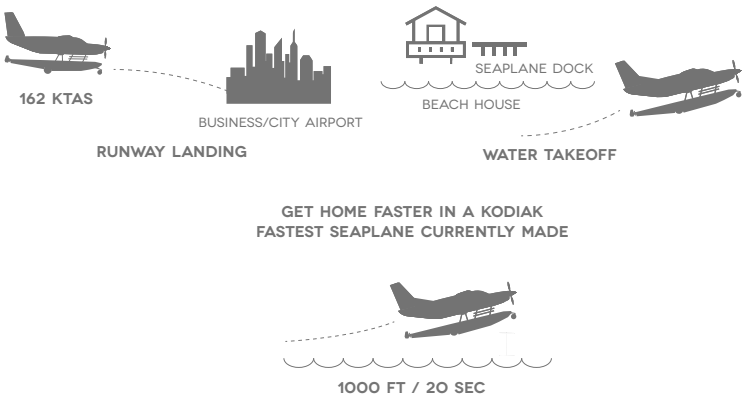 SEAPLANE DOCK
162 KTAS
BEACH HOUSE
BUSINESS/CITY AIRPORT
RUNWAY LANDING
WATER TAKEOFF
GET HOME FASTER IN A KODIAK
FASTEST SEAPLANE CURRENTLY MADE
1000 FT / 20 SEC